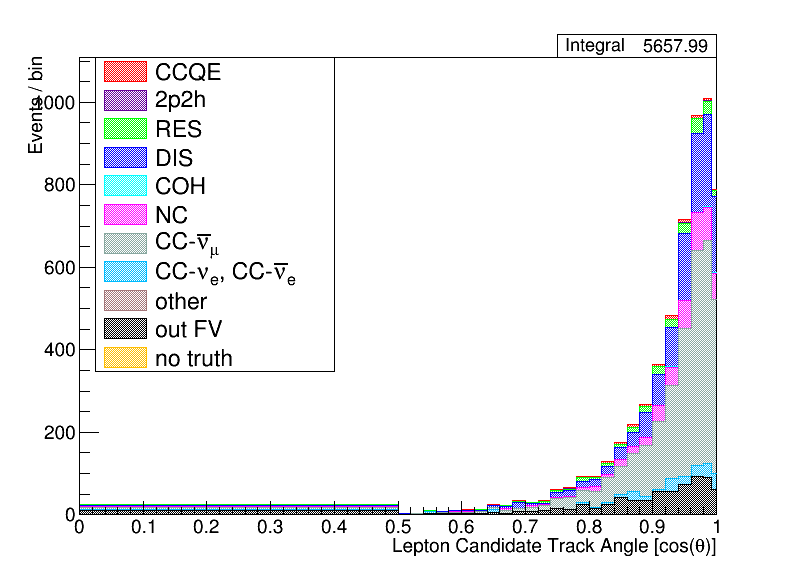 Integral 5657.99
Events / bin
CCQE
2p2h
RES
DIS
COH
NC
CC-ν̅μ
CC-νe, CC-ν̅e
other
out FV
no truth
1000
800
600
400
200
0
0 0.1 0.2 0.3 0.4 0.5 0.6 0.7 0.8 0.9 1
Lepton Candidate Track Angle [cos(θ)]